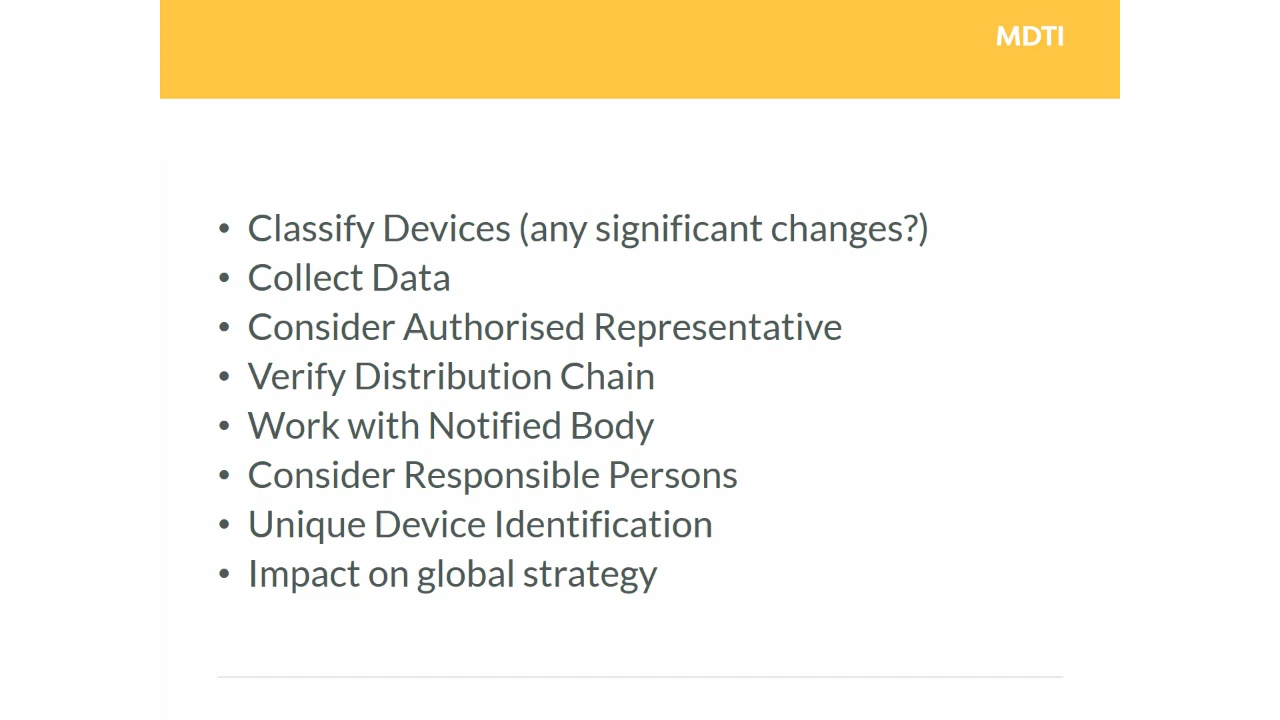 MDTI
• Classify Devices (any significant changes?)
• Collect Data
• Consider Authorised Representative
• Verify Distribution Chain
• Work with Notified Body
• Consider Responsible Persons
• Unique Device Identification
• Impact on global strategy